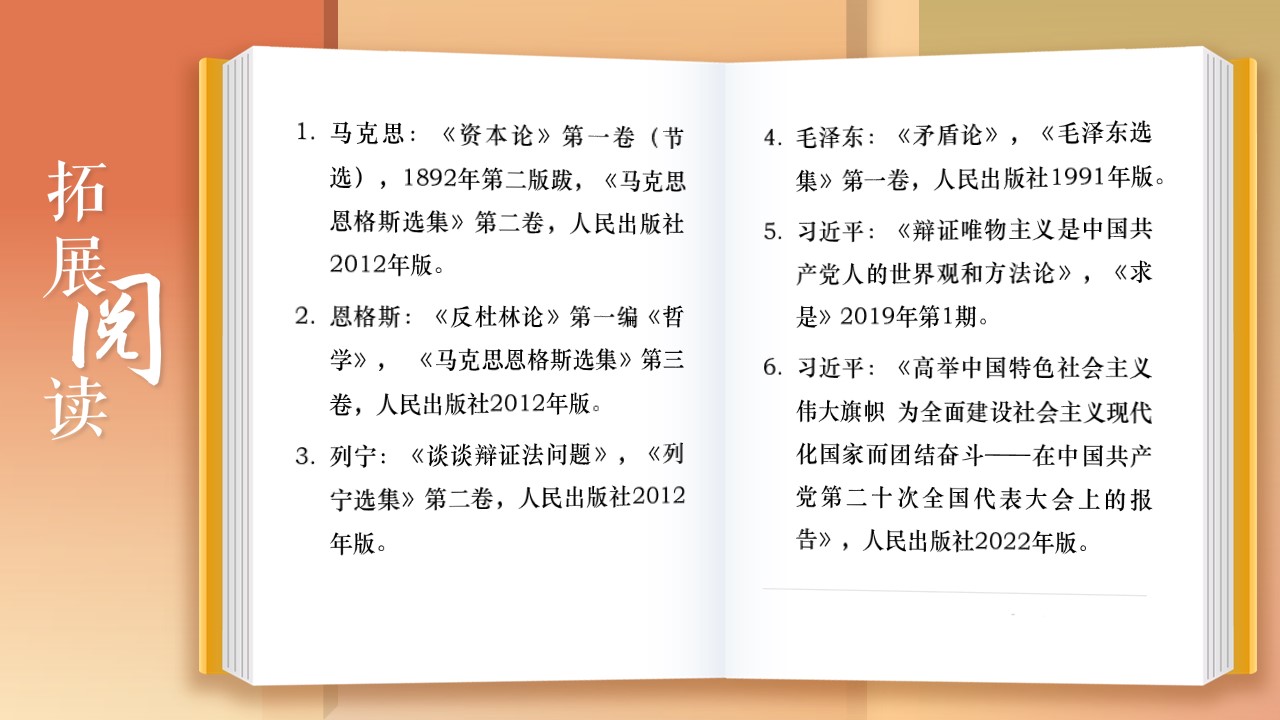 拓展阅读
1. 马克思：《资本论》第一卷（节
选），1892年第二版跋，《马克思
恩格斯选集》第二卷，人民出版社
2012年版。
2. 恩格斯：《反杜林论》第一编《哲
学》， 《马克思恩格斯选集》第三
卷，人民出版社2012年版。
3. 列宁：《谈谈辩证法问题》，《列
宁选集》第二卷，人民出版社2012
年版。
4. 毛泽东：《矛盾论》，《毛泽东选
集》第一卷，人民出版社1991年版。
5. 习近平：《辩证唯物主义是中国共
产党人的世界观和方法论》，《求
是》2019年第1期。
6. 习近平：《高举中国特色社会主义
伟大旗帜 为全面建设社会主义现代
化国家而团结奋斗——在中国共产
党第二十次全国代表大会上的报
告》，人民出版社2022年版。